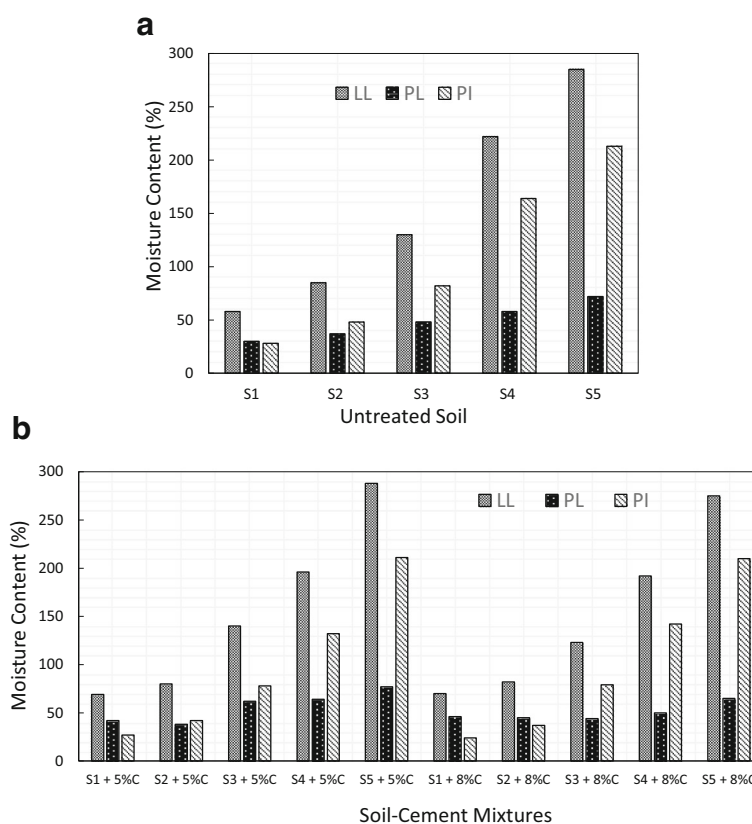 a
Moisture Content (%)
300
250
200
150
100
50
0
LL PL PI
S1 S2 S3 S4 S5
Untreated Soil
b
Moisture Content (%)
300
250
200
150
100
50
0
LL PL PI
S1 + 5%C S2 + 5%C S3 + 5%C S4 + 5%C S5 + 5%C S1 + 8%C S2 + 8%C S3 + 8%C S4 + 8%C S5 + 8%C
Soil-Cement Mixtures